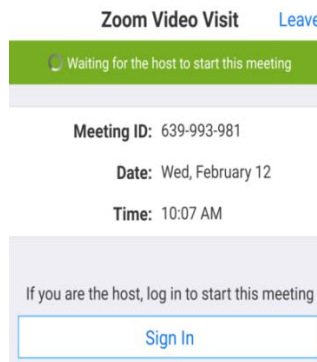 Zoom Video Visit Leave
Waiting for the host to start this meeting
Meeting ID: 639-993-981
Date: Wed, February 12
Time: 10:07 AM
If you are the host, log in to start this meeting
Sign In